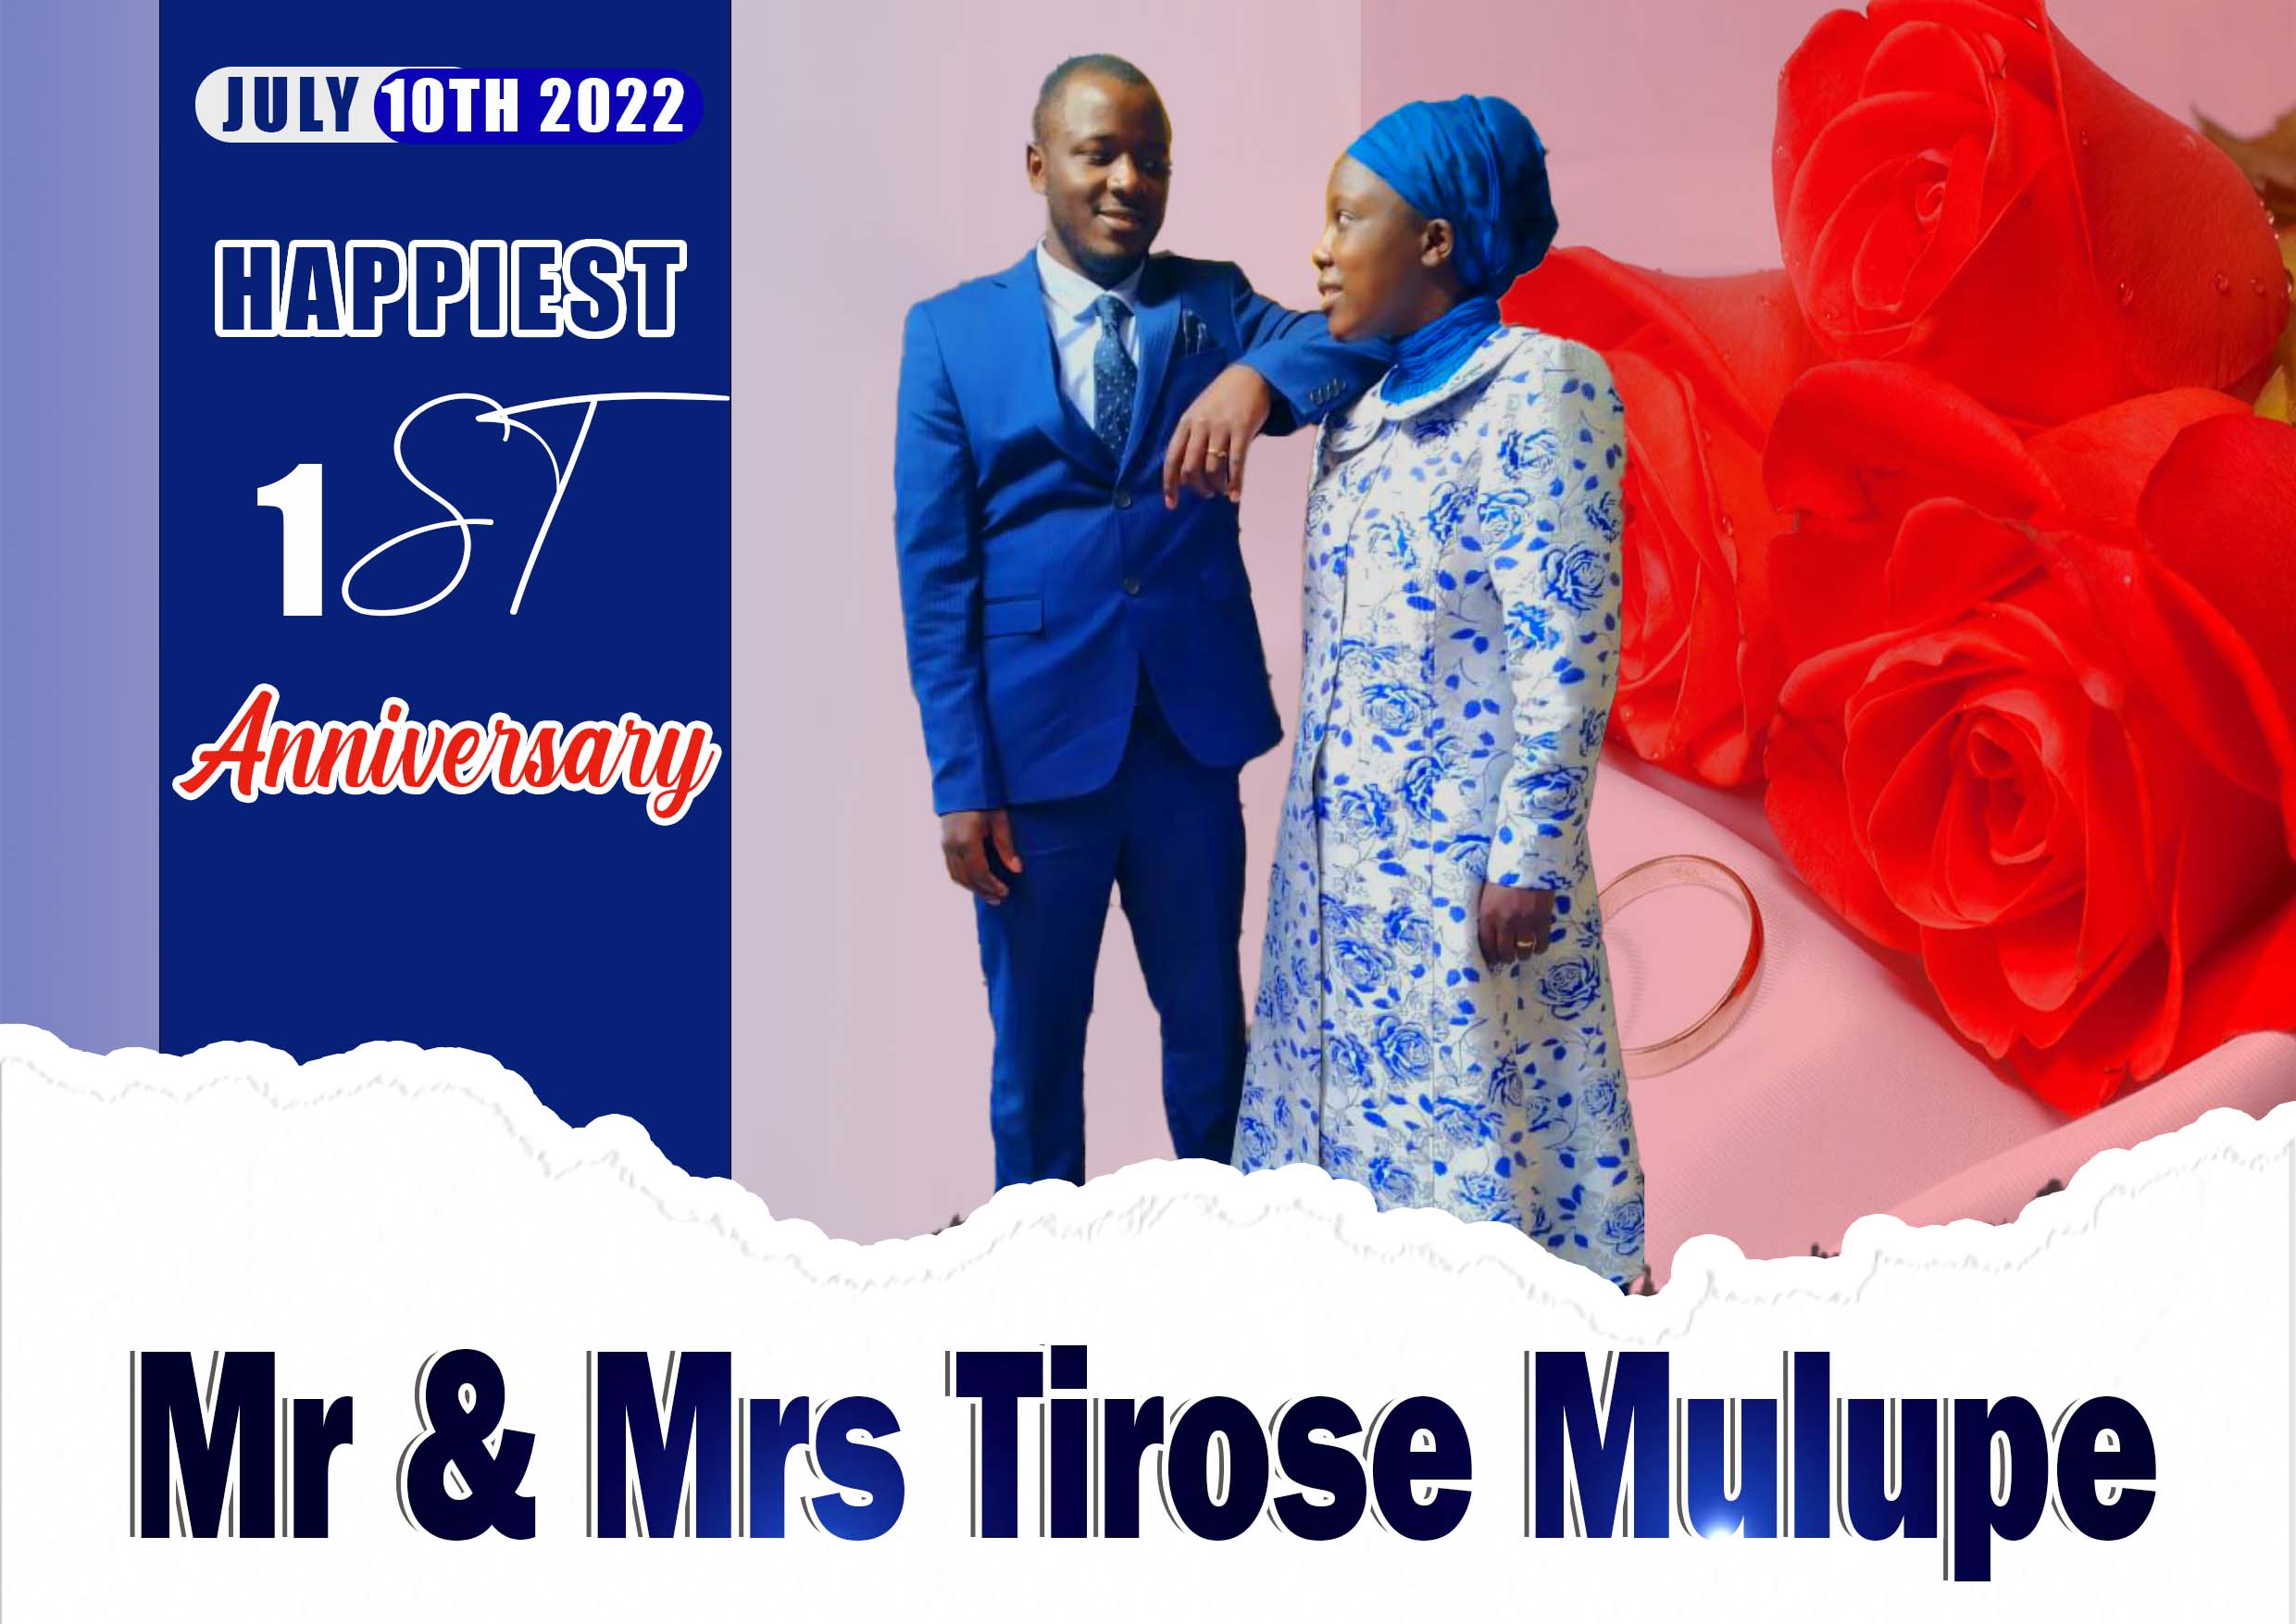 JULY 10TH 2022
HAPPIEST
1ST
Anniversary
Mr & Mrs Tirose Mulupe